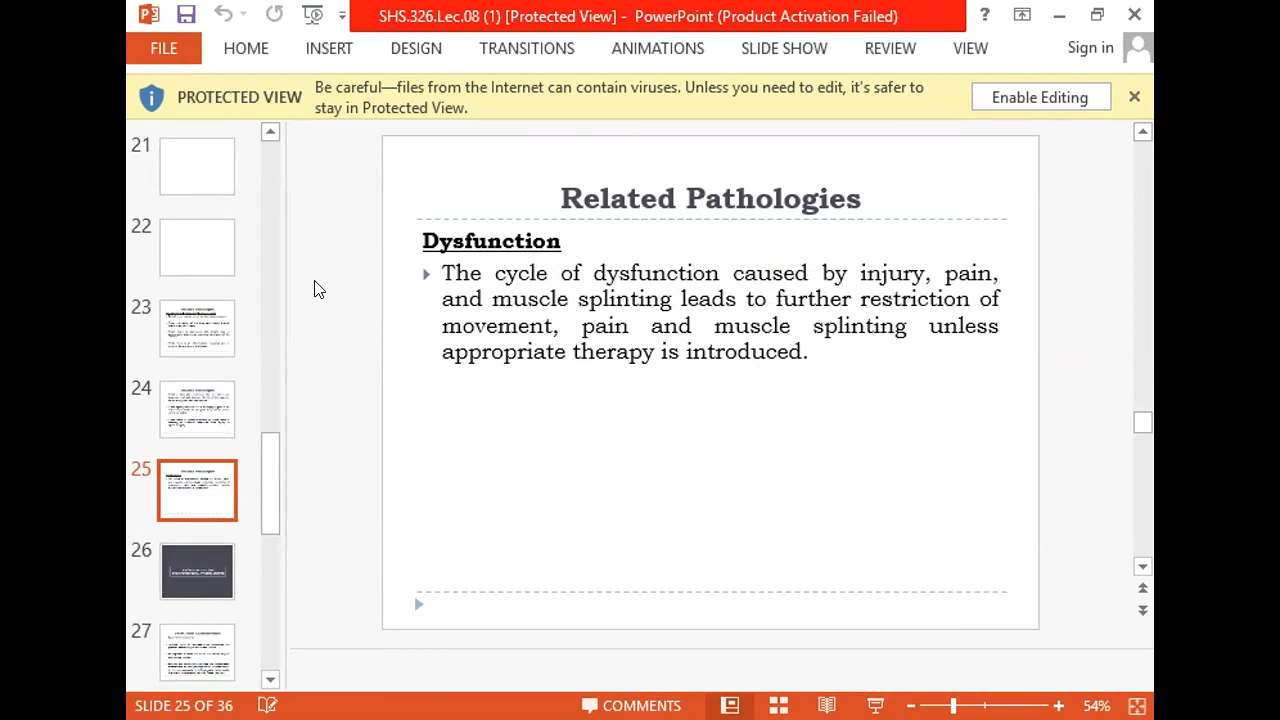 SHS.326.Lec.08 (1) [Protected View] - PowerPoint (Product Activation Failed)
FILE HOME INSERT DESIGN TRANSITIONS ANIMATIONS SLIDE SHOW REVIEW VIEW Sign in
PROTECTED VIEW Be careful—files from the Internet can contain viruses. Unless you need to edit, it's safer to
stay in Protected View.
Enable Editing
21
22
23
24
25
26
27
Related Pathologies
Dysfunction
The cycle of dysfunction caused by injury, pain,
and muscle splinting leads to further restriction of
movement, pain and muscle splinting unless
appropriate therapy is introduced.
SLIDE 25 OF 36 COMMENTS 54%